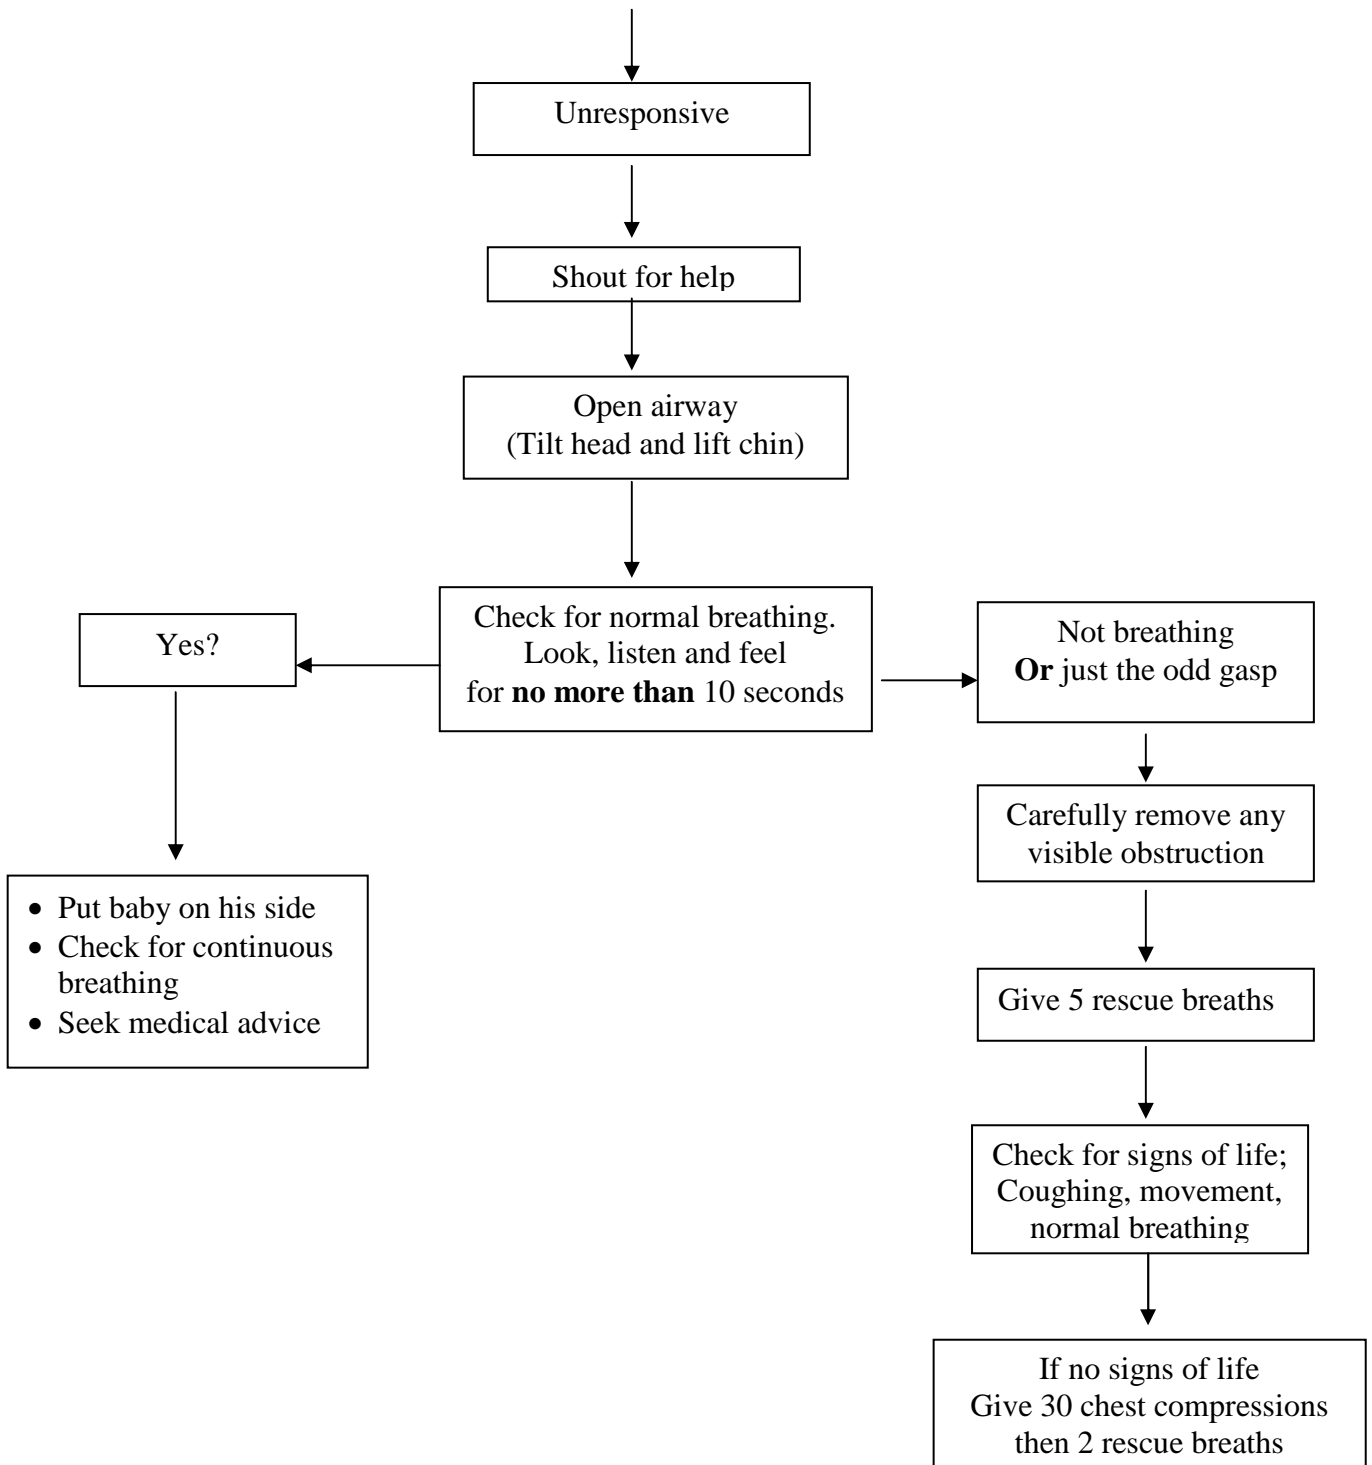 Unresponsive
Shout for help
Open airway
(Tilt head and lift chin)
Check for normal breathing.
Look, listen and feel
for no more than 10 seconds
Yes?
• Put baby on his side
• Check for continuous
breathing
• Seek medical advice
Not breathing
Or just the odd gasp
Carefully remove any
visible obstruction
Give 5 rescue breaths
Check for signs of life;
Coughing, movement,
normal breathing
If no signs of life
Give 30 chest compressions
then 2 rescue breaths